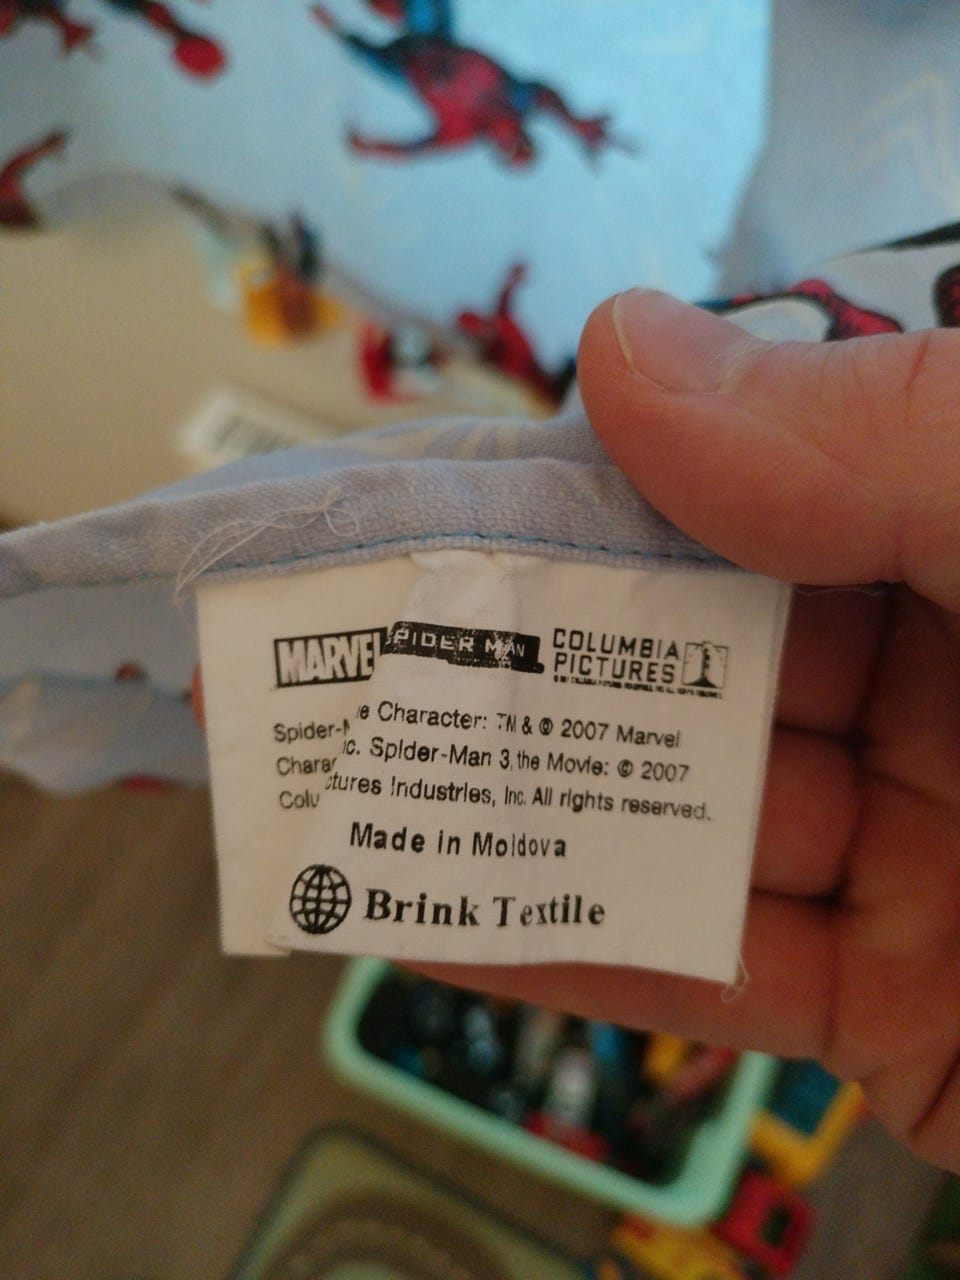 MARVEL SPIDER MAN COLUMBIA
PICTURES
Spider-M e Character: TM & © 2007 Marvel
Charac nc. Spider-Man 3, the Movie: © 2007
Colu ctures Industries, Inc. All rights reserved.
Made in Moldova
Brink Textile